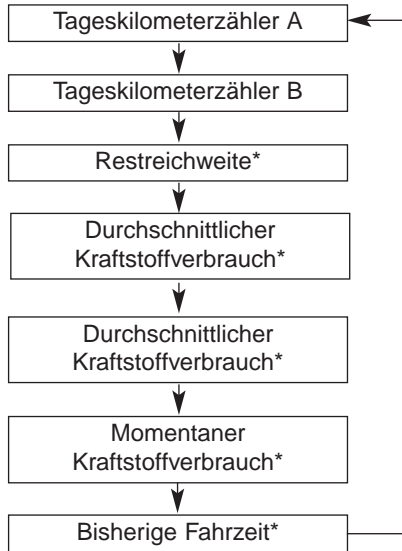 Tageskilometerzähler A
Tageskilometerzähler B
Restreichweite*
Durchschnittlicher
Kraftstoffverbrauch*
Durchschnittlicher
Kraftstoffverbrauch*
Momentaner
Kraftstoffverbrauch*
Bisherige Fahrzeit*